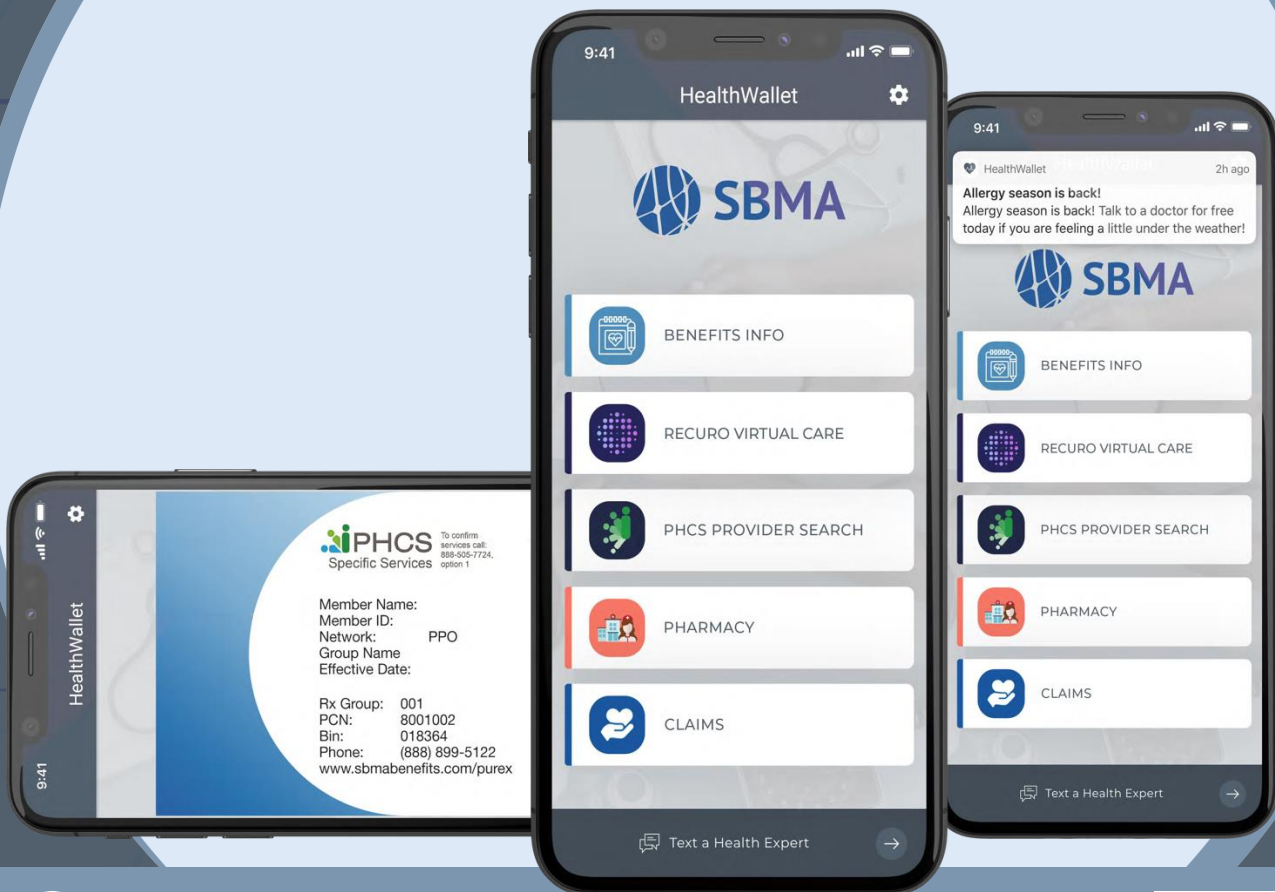 9:41
HealthWallet
PHCS
Specific Services
To confirm
services call:
888-505-7724,
option 1
Member Name:
Member ID:
Network: PPO
Group Name
Effective Date:
Rx Group: 001
PCN: 8001002
Bin: 018364
Phone: (888) 899-5122
www.sbmabenefits.com/purex
9:41
HealthWallet
SBMA
BENEFITS INFO
RECURO VIRTUAL CARE
PHCS PROVIDER SEARCH
PHARMACY
CLAIMS
Text a Health Expert
9:41
HealthWallet 2h ago
Allergy season is back!
Allergy season is back! Talk to a doctor for free
today if you are feeling a little under the weather!
SBMA
BENEFITS INFO
RECURO VIRTUAL CARE
PHCS PROVIDER SEARCH
PHARMACY
CLAIMS
Text a Health Expert